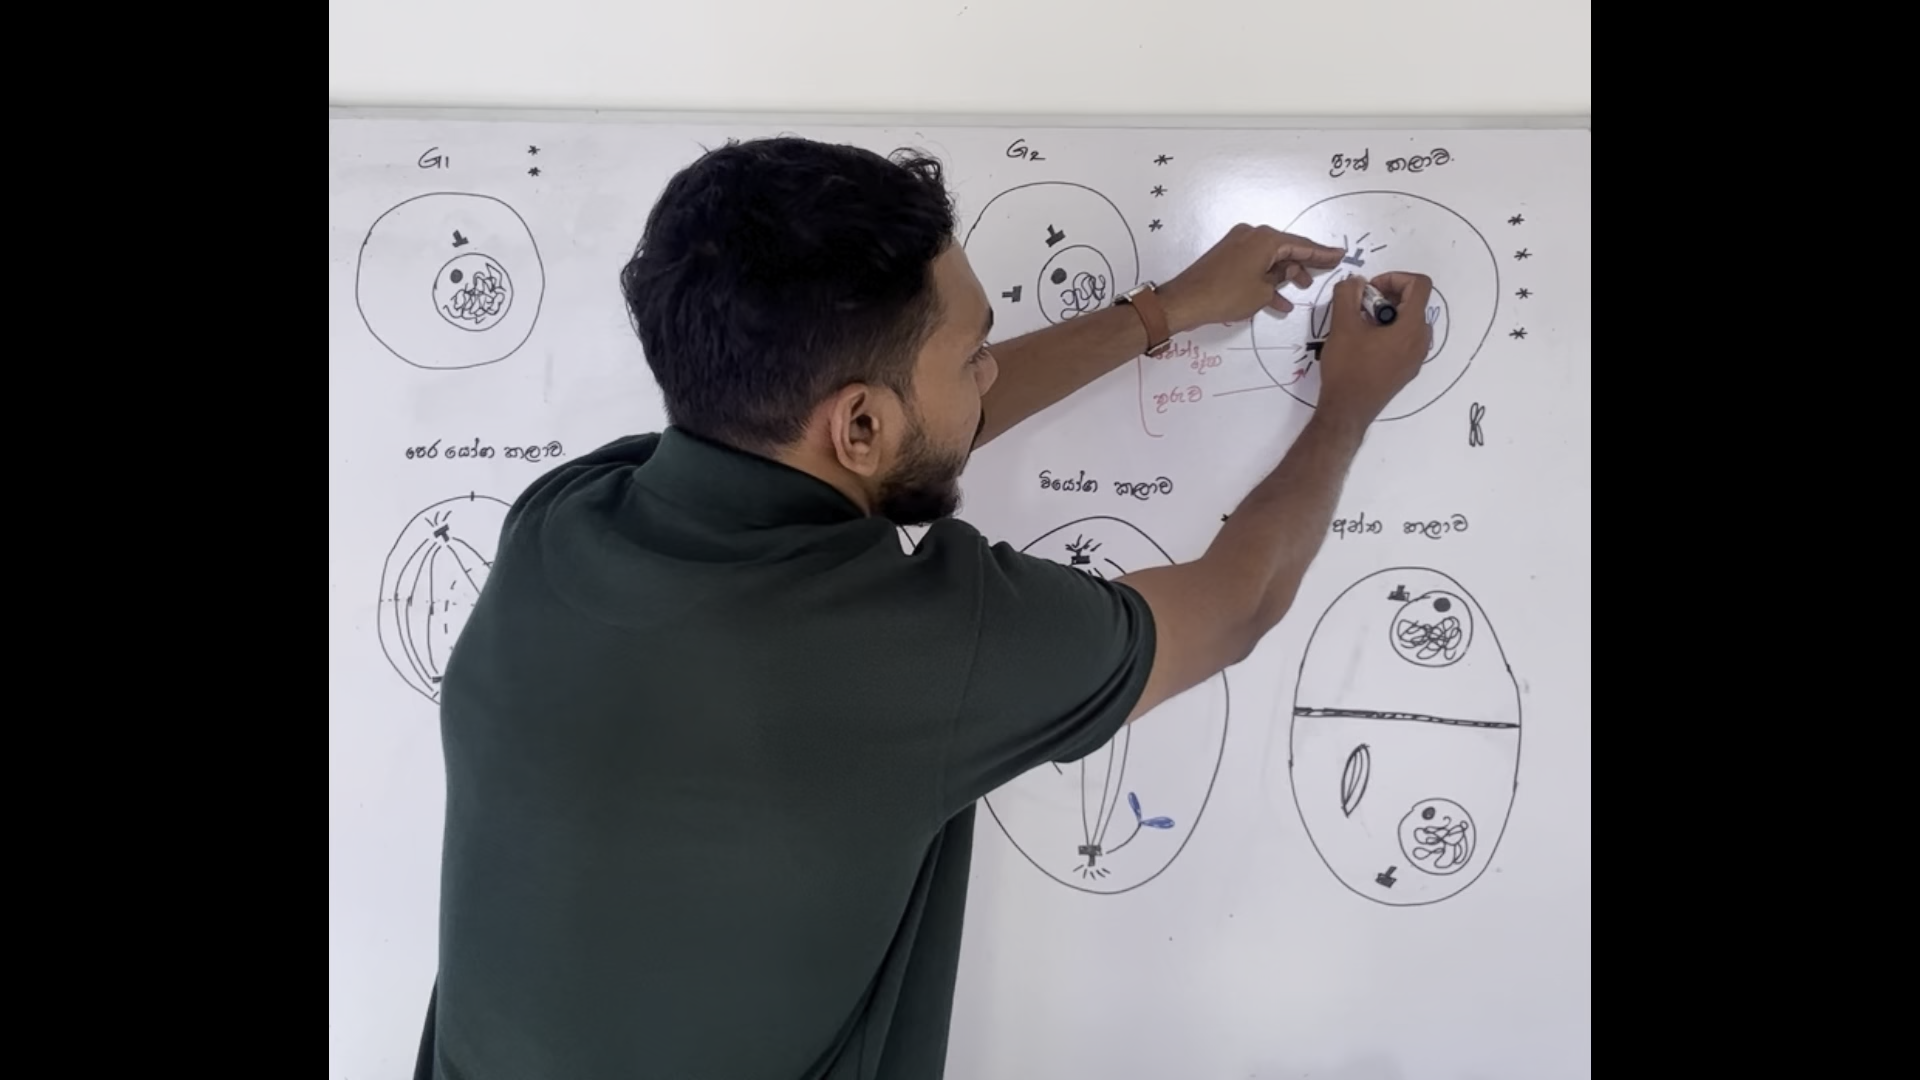 G1
G2
ප්‍රාක් කලාව.
කේන්ද්‍ර
දේහ
තුරුව
පෙර යෝග කලාව.
වියෝග කලාව
අන්ත කලාව